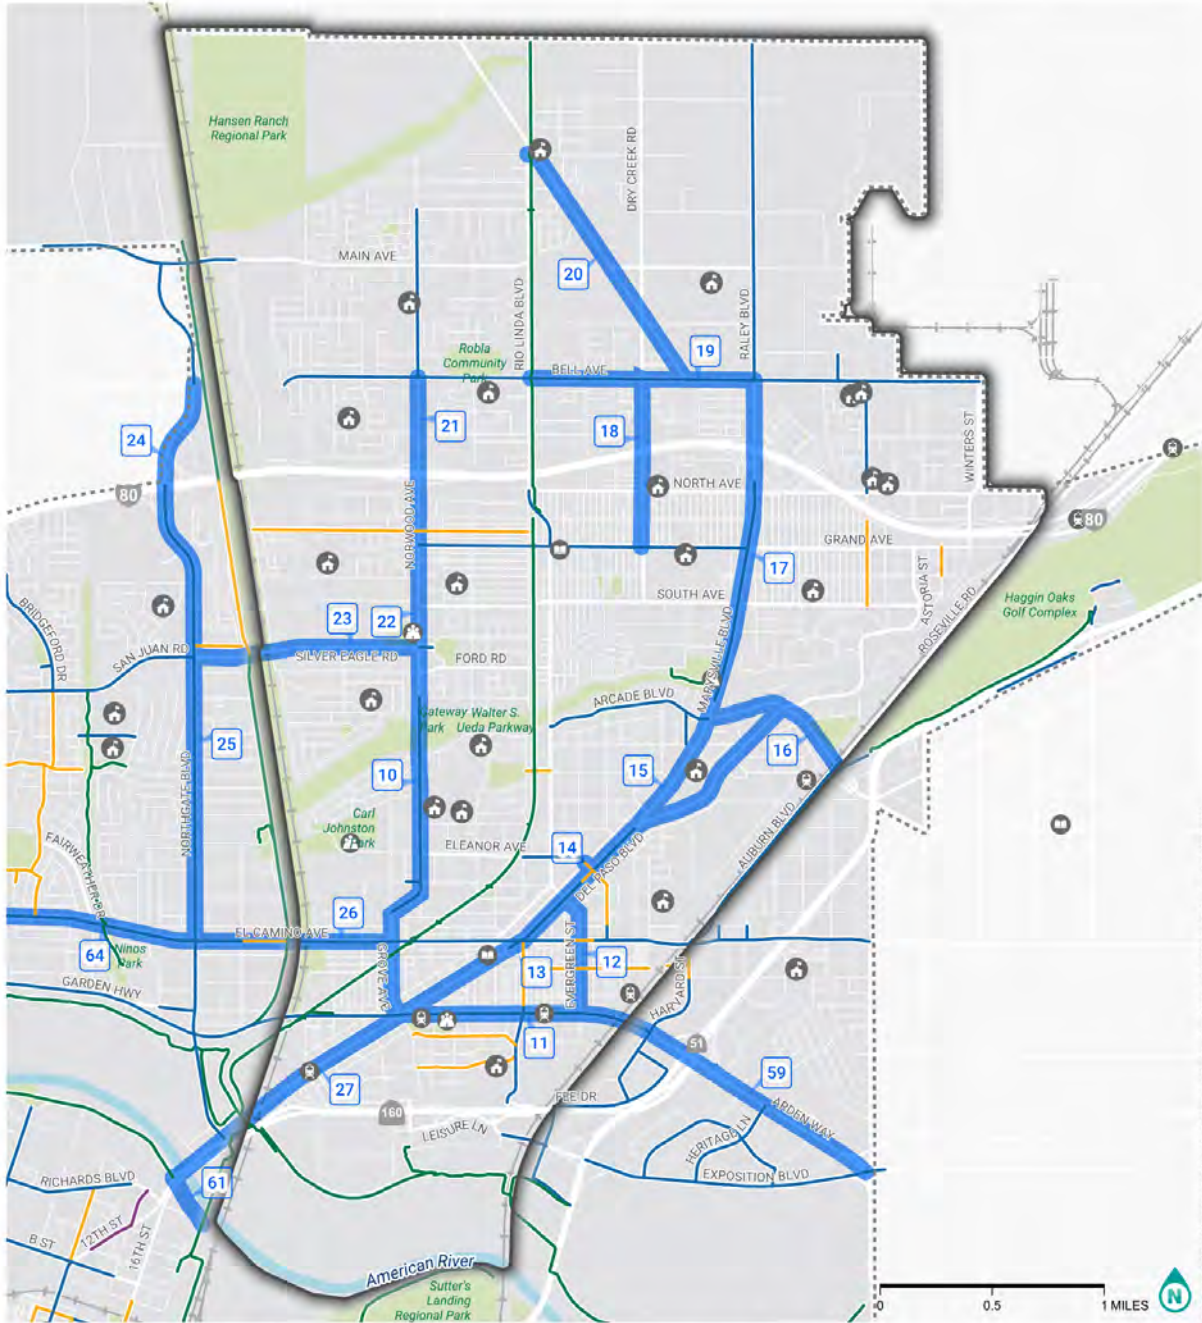 Hansen Ranch
Regional Park
DRY CREEK RD
MAIN AVE
20
RIO LINDA BLVD
RALEY BLVD
Robla
Community
Park
19
BELL AVE
24
21
18
WINTERS ST
80
NORTH AVE
80
NORWOOD AVE
GRAND AVE
17
ASTORIA ST
BRIDGEFORD DR
23
22
SOUTH AVE
Haggin Oaks
Golf Complex
ROSEVILLE RD
SAN JUAN RD
SILVER EAGLE RD
FORD RD
MARYSVILLE BLVD
ARCADE BLVD
Gateway
Park
Walter S.
Ueda Parkway
25
16
15
10
NORTHGATE BLVD
Carl
Johnston
Park
AUBURN BLVD
FAIRWEATHER DR
ELEANOR AVE
14
DEL PASO BLVD
26
EL CAMINO AVE
64
Ninos
Park
13
12
EVERGREEN ST
GROVE AVE
GARDEN HWY
HARVARD ST
11
51
27
59
160
LEISURE LN
ARDEN WAY
HERITAGE LN
EXPOSITION BLVD
RICHARDS BLVD
61
12TH ST
16TH ST
B ST
American River
Sutter's
Landing
Regional Park
0
0.5
1 MILES
N